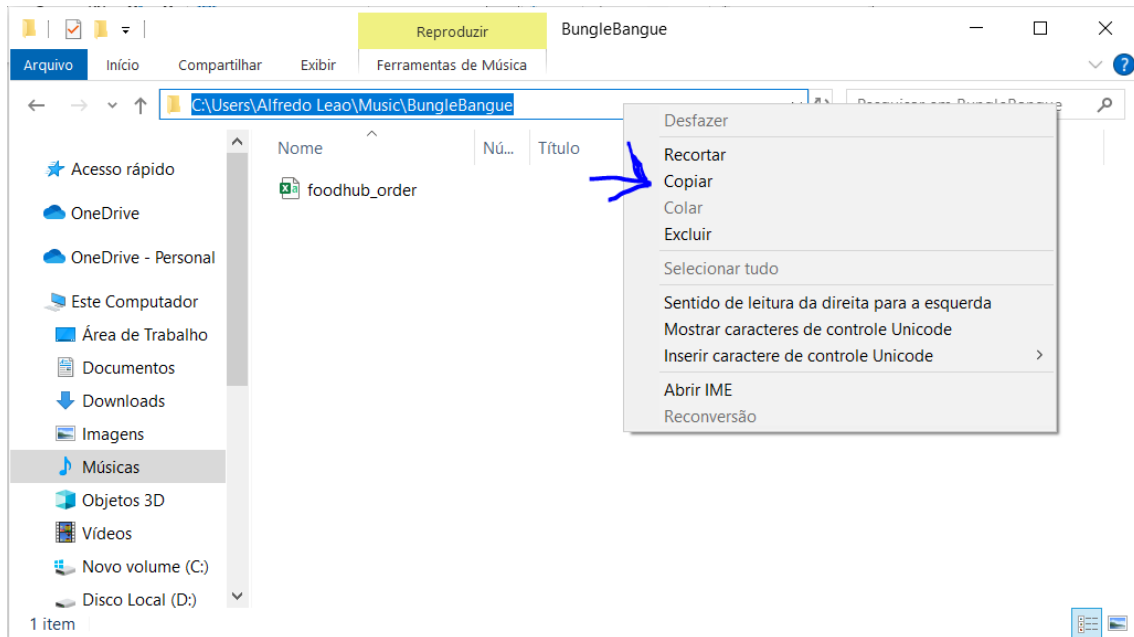 Reproduzir BungleBangue
Arquivo Início Compartilhar Exibir Ferramentas de Música
C:\Users\Alfredo Leao\Music\BungleBangue Pesquisar em BungleBangue
Nome Nú... Título
foodhub_order
Acesso rápido
OneDrive
OneDrive - Personal
Este Computador
Área de Trabalho
Documentos
Downloads
Imagens
Músicas
Objetos 3D
Vídeos
Novo volume (C:)
Disco Local (D:)
1 item
Desfazer
Recortar
Copiar
Colar
Excluir
Selecionar tudo
Sentido de leitura da direita para a esquerda
Mostrar caracteres de controle Unicode
Inserir caractere de controle Unicode
Abrir IME
Reconversão